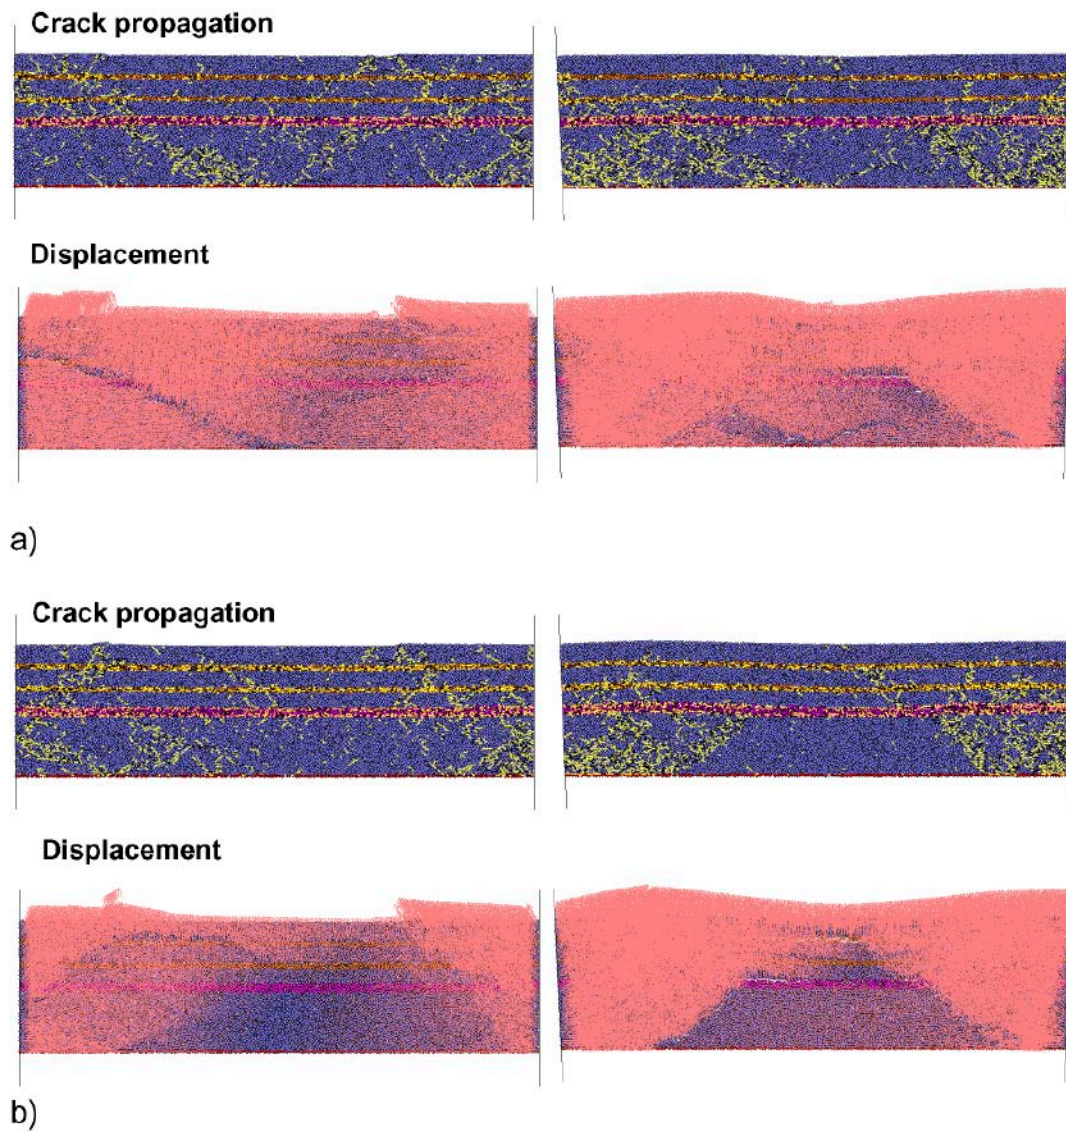 Crack propagation
Displacement
a)
Crack propagation
Displacement
b)